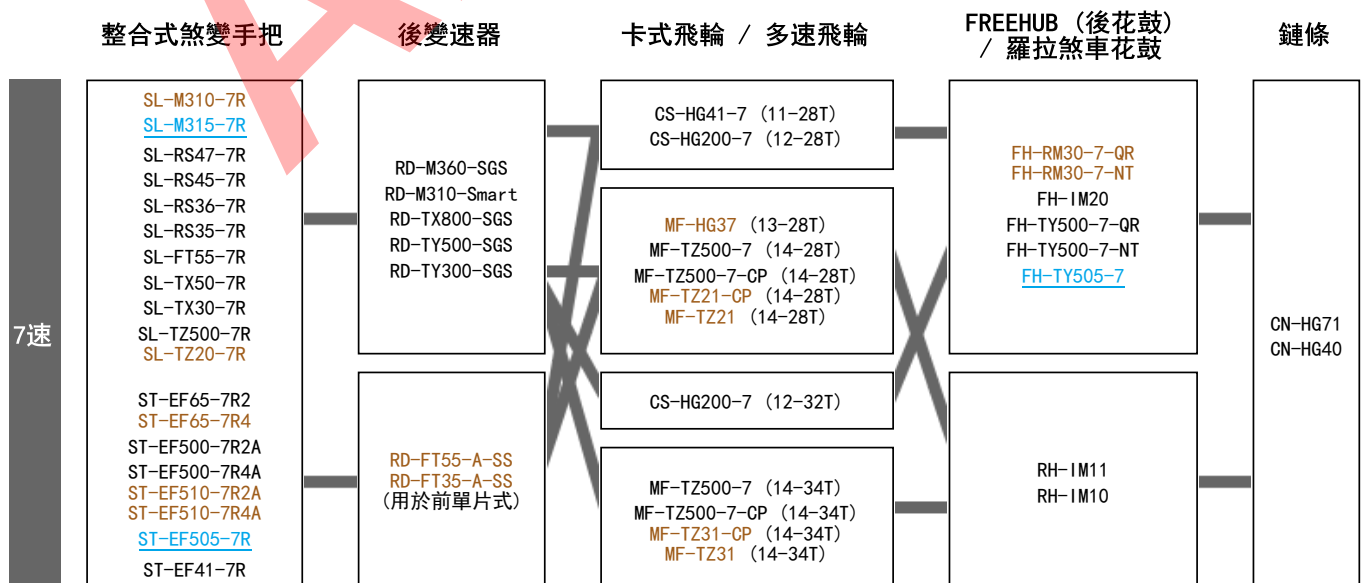 整合式煞變手把
後變速器
卡式飛輪 / 多速飛輪
FREEHUB (後花鼓)
/ 羅拉煞車花鼓
鏈條
7速
SL-M310-7R
SL-M315-7R
SL-RS47-7R
SL-RS45-7R
SL-RS36-7R
SL-RS35-7R
SL-FT55-7R
SL-TX50-7R
SL-TX30-7R
SL-TZ500-7R
SL-TZ20-7R
ST-EF65-7R2
ST-EF65-7R4
ST-EF500-7R2A
ST-EF500-7R4A
ST-EF510-7R2A
ST-EF510-7R4A
ST-EF505-7R
ST-EF41-7R
RD-M360-SGS
RD-M310-Smart
RD-TX800-SGS
RD-TY500-SGS
RD-TY300-SGS
RD-FT55-A-SS
RD-FT35-A-SS
(用於前單片式)
CS-HG41-7 (11-28T)
CS-HG200-7 (12-28T)
MF-HG37 (13-28T)
MF-TZ500-7 (14-28T)
MF-TZ500-7-CP (14-28T)
MF-TZ21-CP (14-28T)
MF-TZ21 (14-28T)
CS-HG200-7 (12-32T)
MF-TZ500-7 (14-34T)
MF-TZ500-7-CP (14-34T)
MF-TZ31-CP (14-34T)
MF-TZ31 (14-34T)
FH-RM30-7-QR
FH-RM30-7-NT
FH-IM20
FH-TY500-7-QR
FH-TY500-7-NT
FH-TY505-7
RH-IM11
RH-IM10
CN-HG71
CN-HG40